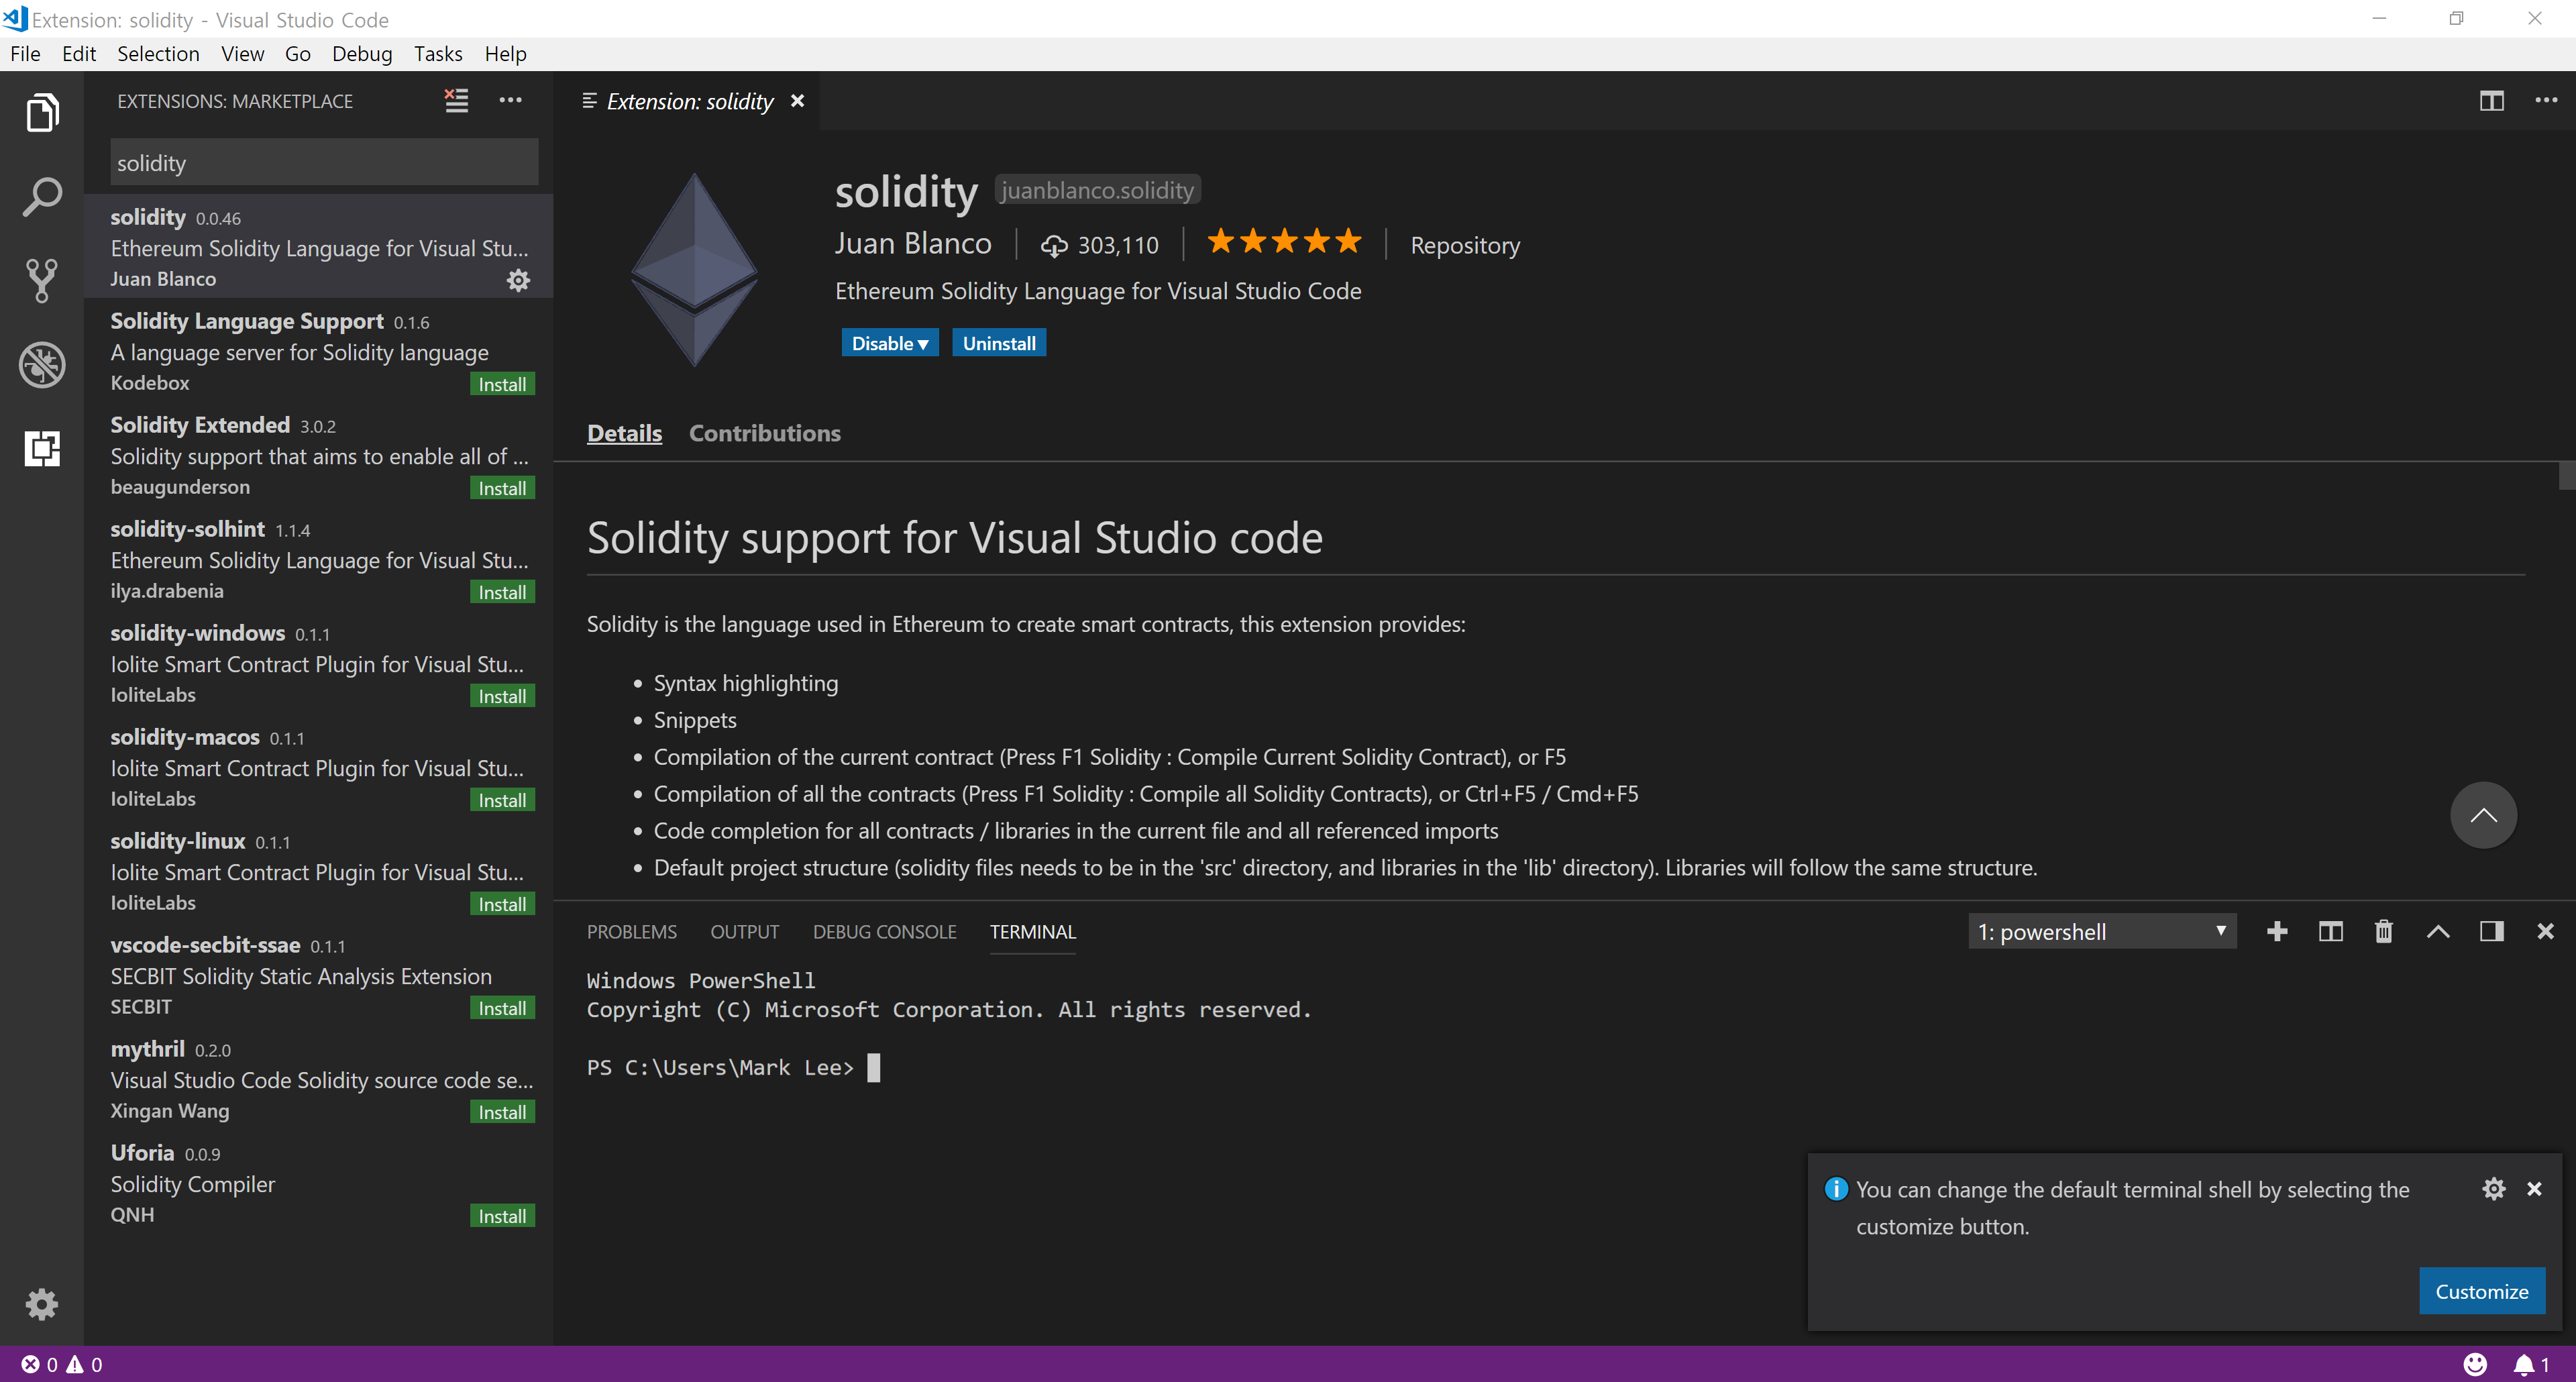 Extension: solidity - Visual Studio Code
File Edit Selection View Go Debug Tasks Help
EXTENSIONS: MARKETPLACE
solidity
solidity 0.0.46
Ethereum Solidity Language for Visual Stu...
Juan Blanco
Solidity Language Support 0.1.6
A language server for Solidity language
Kodebox Install
Solidity Extended 3.0.2
Solidity support that aims to enable all of ...
beaugunderson Install
solidity-solhint 1.1.4
Ethereum Solidity Language for Visual Stu...
ilya.drabenia Install
solidity-windows 0.1.1
Iolite Smart Contract Plugin for Visual Stu...
IoliteLabs Install
solidity-macos 0.1.1
Iolite Smart Contract Plugin for Visual Stu...
IoliteLabs Install
solidity-linux 0.1.1
Iolite Smart Contract Plugin for Visual Stu...
IoliteLabs Install
vscode-secbit-ssae 0.1.1
SECBIT Solidity Static Analysis Extension
SECBIT Install
mythril 0.2.0
Visual Studio Code Solidity source code se...
Xingan Wang Install
Uforia 0.0.9
Solidity Compiler
QNH Install
Extension: solidity
solidity juanblanco.solidity
Juan Blanco 303,110 Repository
Ethereum Solidity Language for Visual Studio Code
Disable Uninstall
Details Contributions
Solidity support for Visual Studio code
Solidity is the language used in Ethereum to create smart contracts, this extension provides:
• Syntax highlighting
• Snippets
• Compilation of the current contract (Press F1 Solidity : Compile Current Solidity Contract), or F5
• Compilation of all the contracts (Press F1 Solidity : Compile all Solidity Contracts), or Ctrl+F5 / Cmd+F5
• Code completion for all contracts / libraries in the current file and all referenced imports
• Default project structure (solidity files needs to be in the 'src' directory, and libraries in the 'lib' directory). Libraries will follow the same structure.
PROBLEMS OUTPUT DEBUG CONSOLE TERMINAL 1: powershell
Windows PowerShell
Copyright (C) Microsoft Corporation. All rights reserved.
PS C:\Users\Mark Lee>
You can change the default terminal shell by selecting the
customize button.
Customize
0 0 1